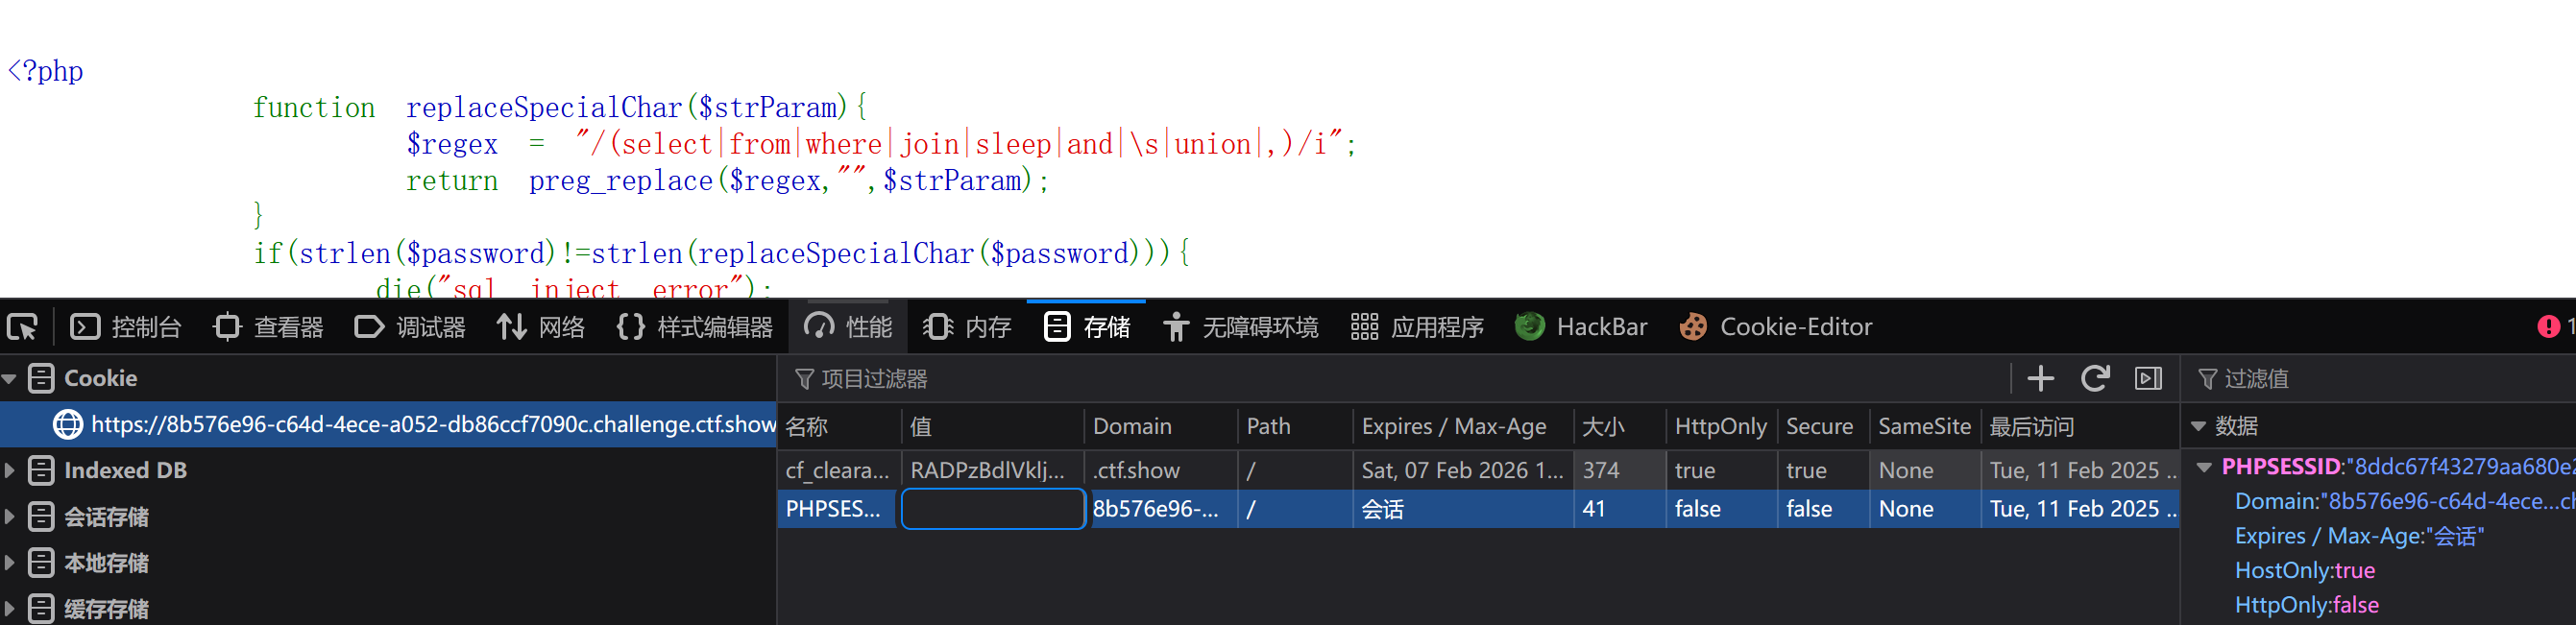 <?php
function replaceSpecialChar($strParam){
$regex = "/(select|from|where|join|sleep|and|\s|union|,)/i";
return preg_replace($regex,"",$strParam);
}
if(strlen($password)!=strlen(replaceSpecialChar($password))){
die("sql inject error");
控制台 查看器 调试器 网络 {} 样式编辑器 性能 内存 存储 无障碍环境 应用程序 HackBar Cookie-Editor 1
Cookie 项目过滤器 过滤值
https://8b576e96-c64d-4ece-a052-db86ccf7090c.challenge.ctf.show 名称 值 Domain Path Expires / Max-Age 大小 HttpOnly Secure SameSite 最后访问 数据
Indexed DB cf_cleara... RADPzBdlVklj... .ctf.show / Sat, 07 Feb 2026 1... 374 true true None Tue, 11 Feb 2025 .. PHPSESSID:"8ddc67f43279aa680e2
会话存储 PHPSES... 8b576e96-... / 会话 41 false false None Tue, 11 Feb 2025 .. Domain:"8b576e96-c64d-4ece...ch
Expires / Max-Age:"会话"
本地存储 HostOnly:true
缓存存储 HttpOnly:false